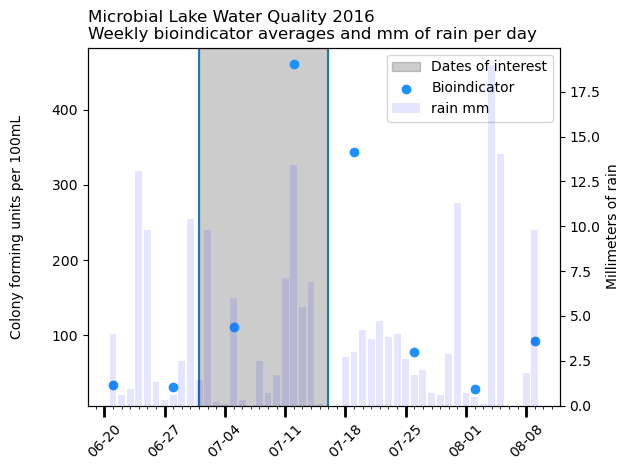 Microbial Lake Water Quality 2016
Weekly bioindicator averages and mm of rain per day
Dates of interest
Bioindicator
rain mm
Colony forming units per 100mL
400
300
200
100
17.5
15.0
12.5
10.0
7.5
5.0
2.5
0.0
Millimeters of rain
06-20
06-27
07-04
07-11
07-18
07-25
08-01
08-08